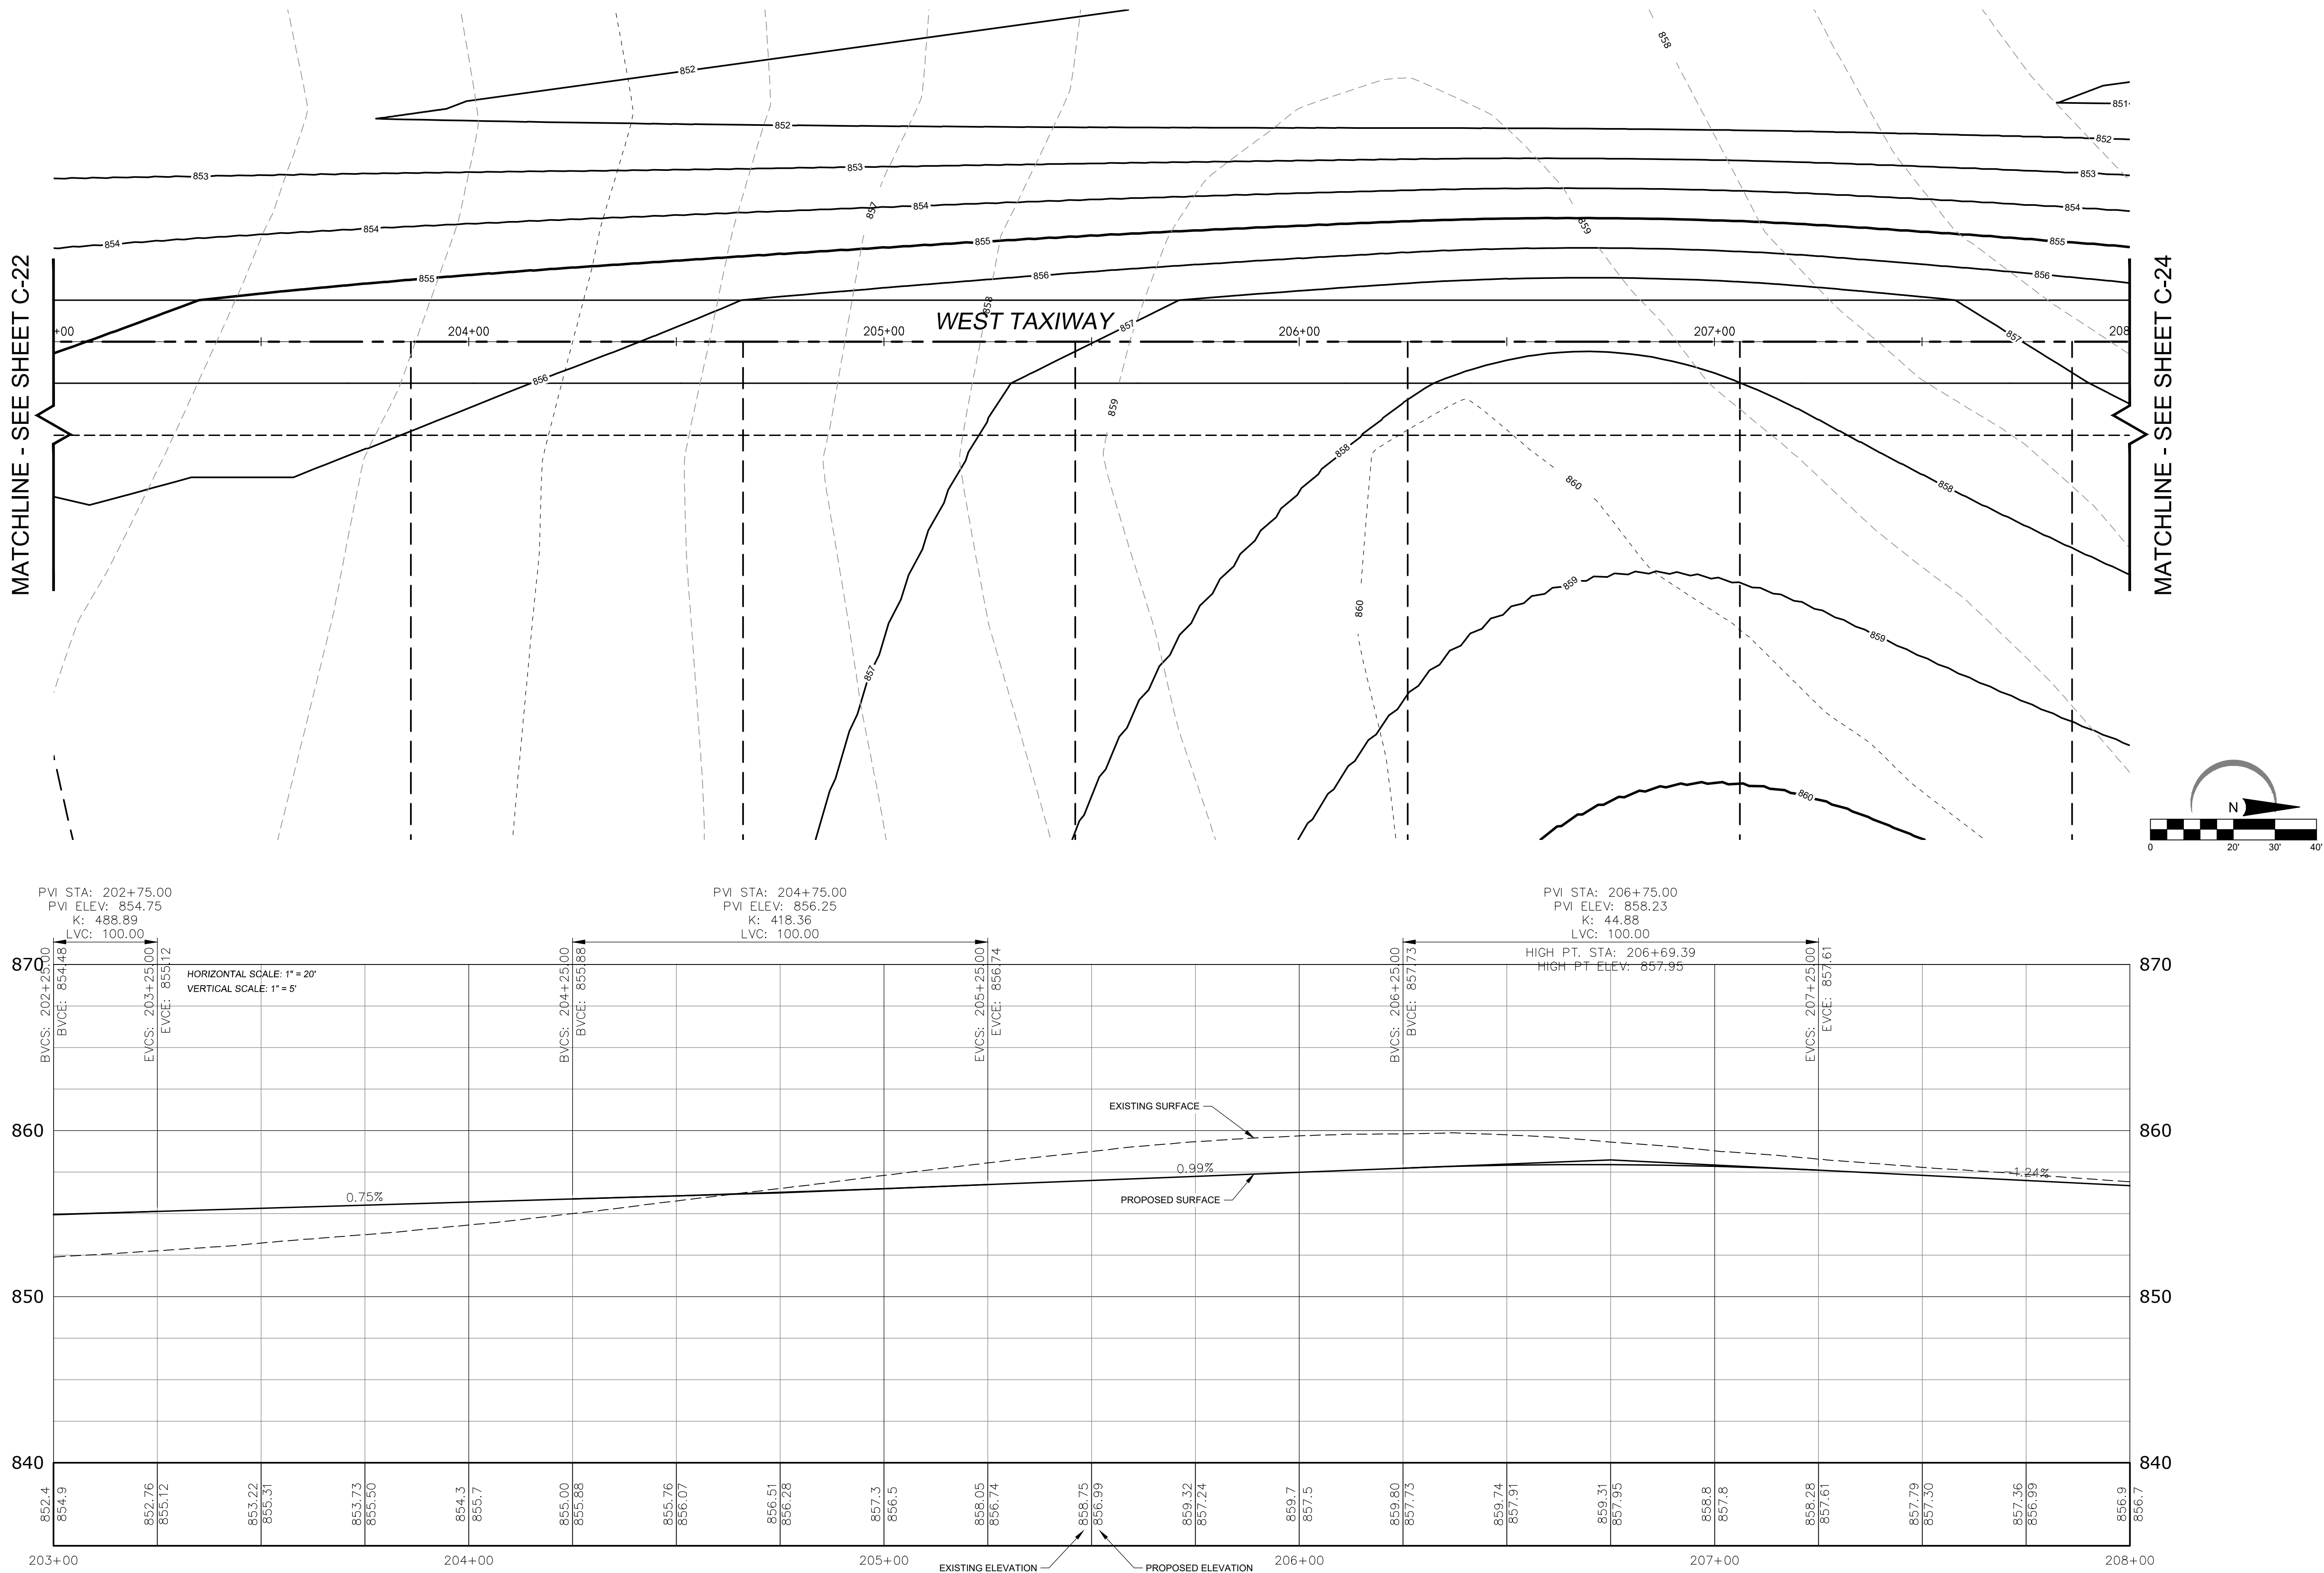 852
858
851
852
852
853
853
853
857
854
854
854
854
859
855
855
855
MATCHLINE - SEE SHEET C-22
MATCHLINE - SEE SHEET C-24
856
856
858
WEST TAXIWAY
857
+00
204+00
205+00
206+00
207+00
208
857
856
859
858
860
858
859
860
859
857
860
N
0
20'
30'
40'
PVI STA: 202+75.00
PVI ELEV: 854.75
K: 488.89
LVC: 100.00
PVI STA: 204+75.00
PVI ELEV: 856.25
K: 418.36
LVC: 100.00
PVI STA: 206+75.00
PVI ELEV: 858.23
K: 44.88
LVC: 100.00
HIGH PT. STA: 206+69.39
HIGH PT ELEV: 857.95
BVCS: 202+25.00
BVCE: 854.48
EVCS: 203+25.00
EVCE: 855.12
BVCS: 204+25.00
BVCE: 855.88
EVCS: 205+25.00
EVCE: 856.74
BVCS: 206+25.00
BVCE: 857.73
EVCS: 207+25.00
EVCE: 857.61
HORIZONTAL SCALE: 1" = 20'
VERTICAL SCALE: 1" = 5'
870
870
860
860
850
850
840
840
EXISTING SURFACE
PROPOSED SURFACE
0.75%
0.99%
-1.24%
852.4
854.9
852.76
855.12
853.22
855.31
853.73
855.50
854.3
855.7
855.00
855.88
855.76
856.07
856.51
856.28
857.3
856.5
858.05
856.74
858.75
856.99
859.32
857.24
859.7
857.5
859.80
857.73
859.74
857.91
859.31
857.95
858.8
857.8
858.28
857.61
857.79
857.30
857.36
856.99
856.9
856.7
203+00
204+00
205+00
206+00
207+00
208+00
EXISTING ELEVATION
PROPOSED ELEVATION